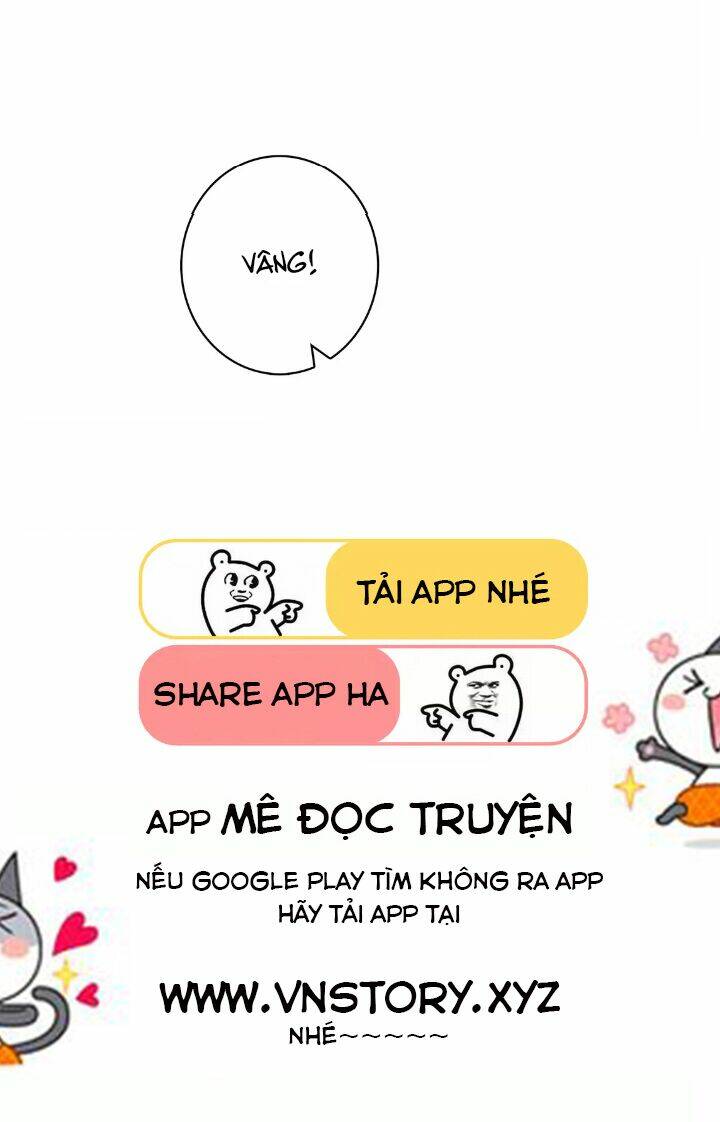 VÂNG!
TẢI APP NHÉ
SHARE APP HA
APP MÊ ĐỌC TRUYỆN
NẾU GOOGLE PLAY TÌM KHÔNG RA APP
HÃY TẢI APP TẠI
WWW.VNSTORY.XYZ
NHÉ~~~~~